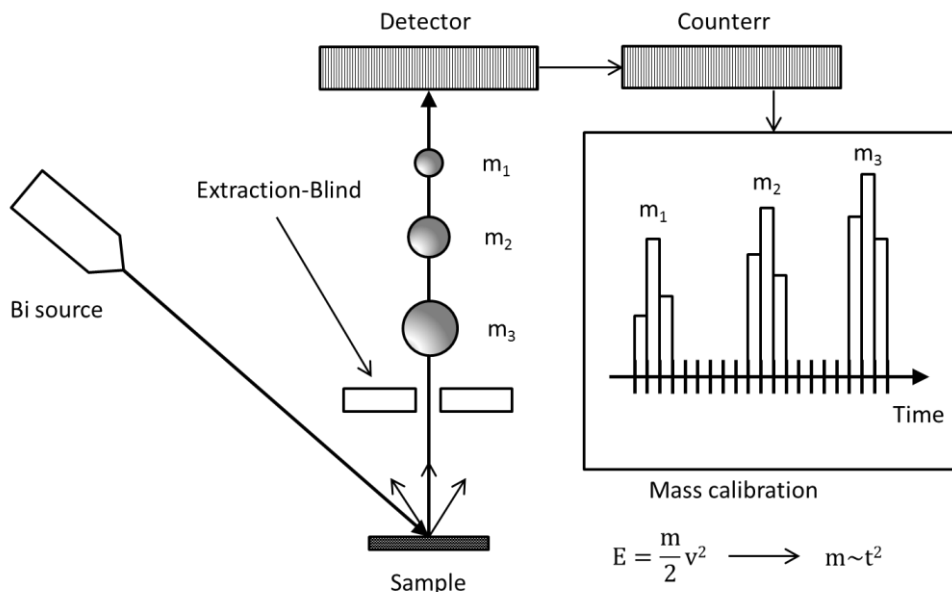 Detector
Counterr
m₁
Extraction-Blind
m₂
m₃
Bi source
m₁
m₂
m₃
Time
Sample
Mass calibration
E = m/2 v² ⟶ m~t²